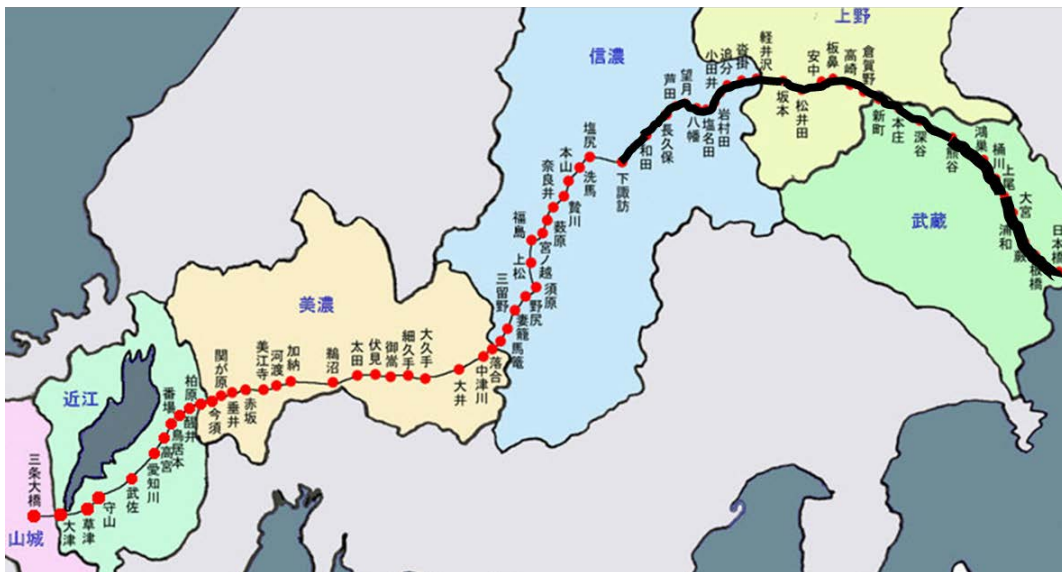 上野
信濃
武蔵
美濃
近江
山城
日本橋
板橋
蕨
浦和
大宮
上尾
桶川
鴻巣
熊谷
深谷
本庄
新町
倉賀野
高崎
板鼻
安中
松井田
坂本
軽井沢
沓掛
追分
小田井
岩村田
塩名田
八幡
望月
芦田
長久保
和田
下諏訪
塩尻
洗馬
本山
贄川
奈良井
薮原
宮ノ越
福島
上松
須原
野尻
三留野
妻籠
馬篭
落合
中津川
大井
大久手
細久手
御嵩
伏見
太田
鵜沼
加納
河渡
美江寺
赤坂
垂井
関が原
今須
柏原
醒井
番場
鳥居本
高宮
愛知川
武佐
守山
草津
大津
三条大橋